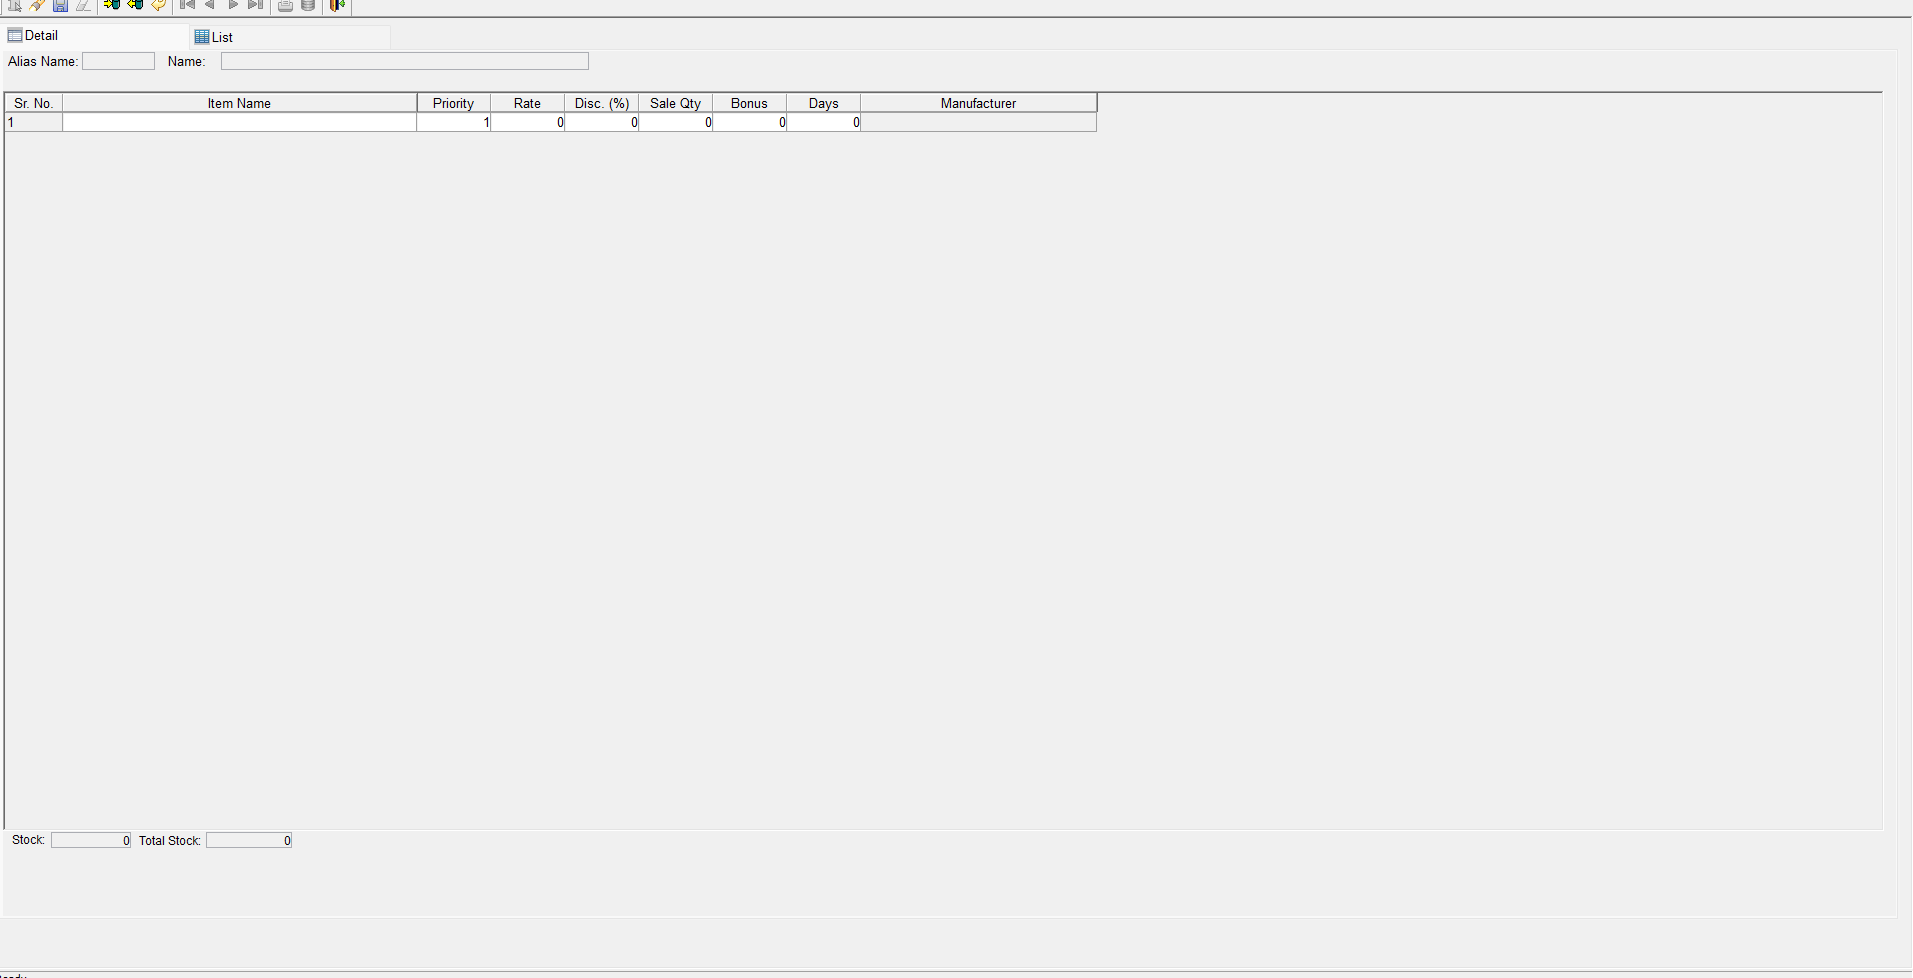 Detail
List
Alias Name: Name:
Sr. No. Item Name Priority Rate Disc. (%) Sale Qty Bonus Days Manufacturer
1 1 0 0 0 0 0
Stock: 0 Total Stock: 0